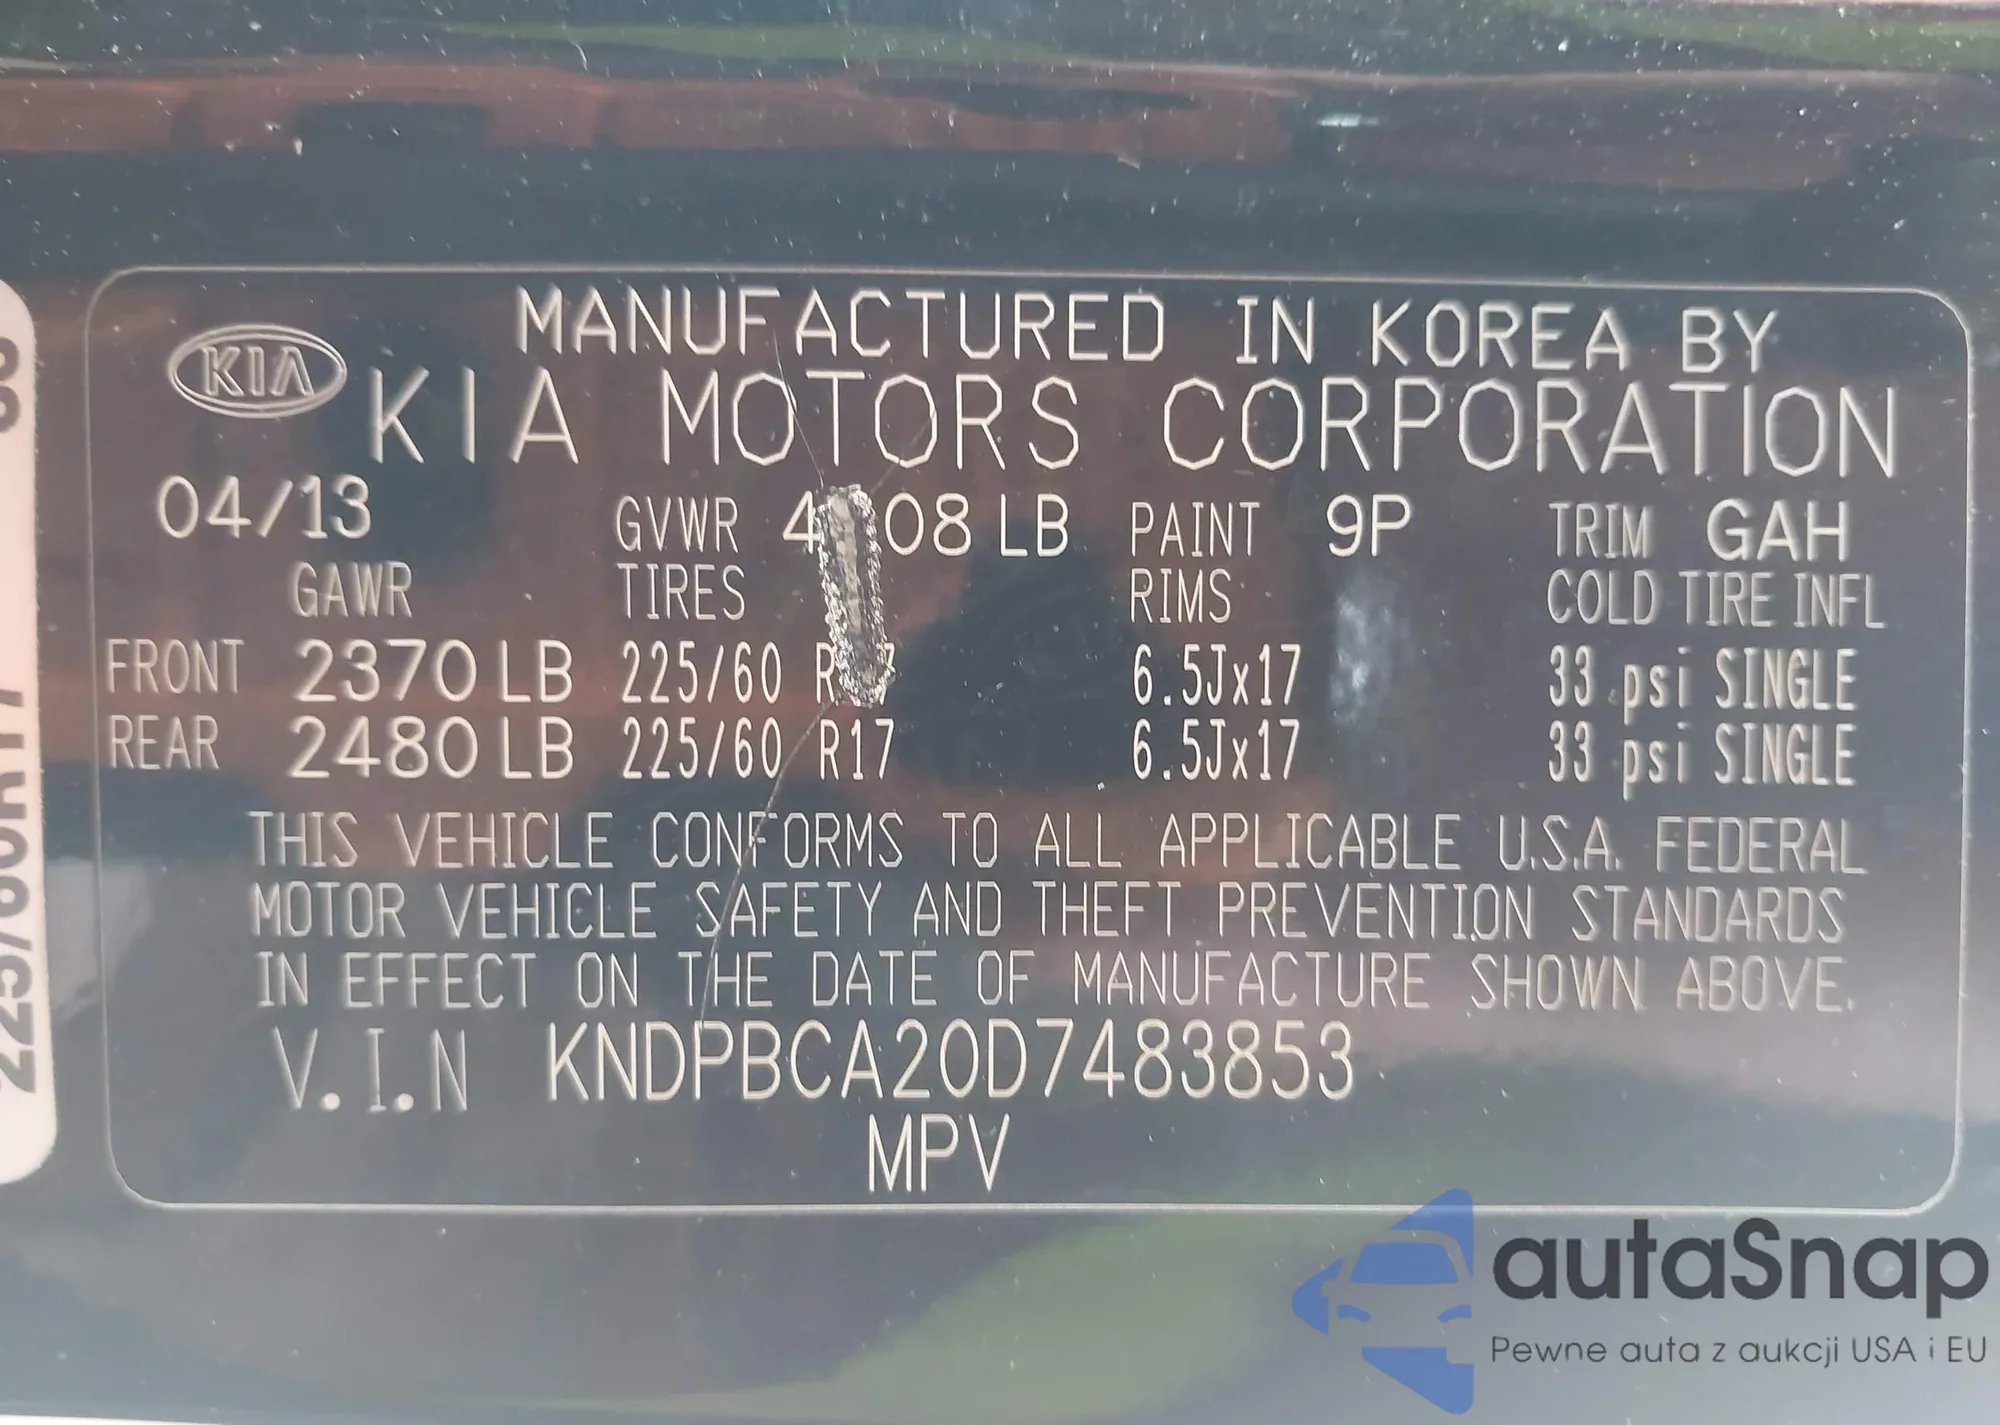 MANUFACTURED IN KOREA BY
KIA KIA MOTORS CORPORATION
04/13 GVWR LB PAINT 9P TRIM GAH
GAWR TIRES RIMS COLD TIRE INFL
FRONT 2370 LB 225/60 6.5Jx17 33 psi SINGLE
REAR 2480 LB 225/60 R17 6.5Jx17 33 psi SINGLE
THIS VEHICLE CONFORMS TO ALL APPLICABLE U.S.A. FEDERAL
MOTOR VEHICLE SAFETY AND THEFT PREVENTION STANDARDS
IN EFFECT ON THE DATE OF MANUFACTURE SHOWN ABOVE.
V.I.N KNDPBCA20D7483853
MPV
225/60R17
autaSnap
Pewne auta z aukcji USA i EU